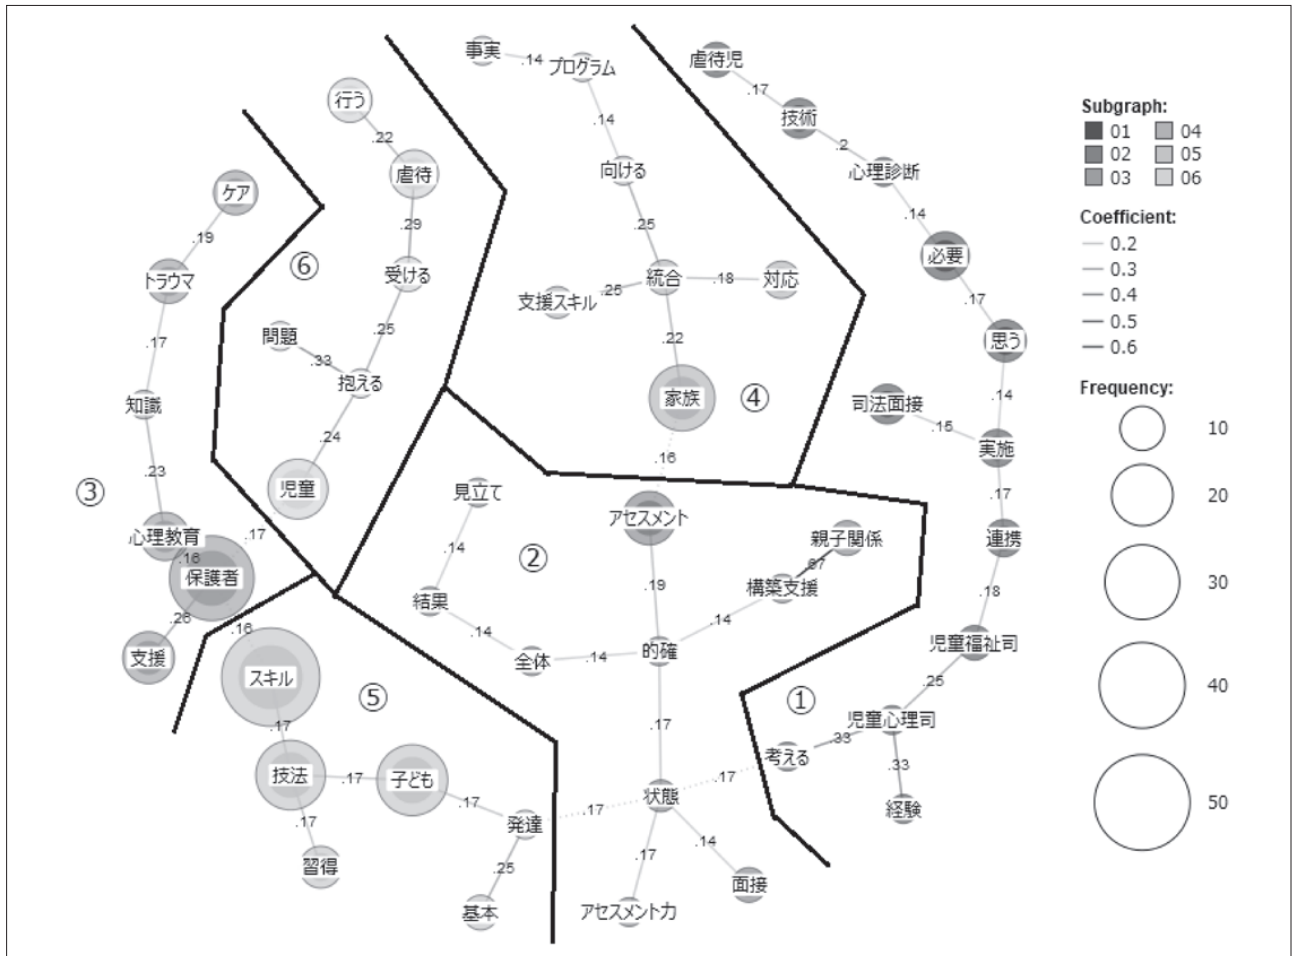 事実
.14
プログラム
虐待児
.17
技術
.2
心理診断
.14
必要
.17
思う
.14
司法面接
.15
実施
.17
連携
.18
児童福祉司
.25
児童心理司
.33
考える
.33
経験
①
.17
行う
.22
虐待
.29
受ける
.25
問題
.33
抱える
.24
児童
⑥
.17
ケア
.19
トラウマ
.17
知識
.23
③
心理教育
.16
保護者
.26
支援
.16
.14
向ける
.25
支援スキル
.25
統合
.18
対応
.22
家族
④
.16
見立て
.14
結果
.14
全体
.14
②
アセスメント
.19
親子関係
.67
構築支援
.14
的確
.17
状態
.17
.14
アセスメント力
面接
スキル
⑤
.17
技法
.17
子ども
.17
発達
.17
.17
習得
.25
基本
Subgraph:
01 04
02 05
03 06
Coefficient:
0.2
0.3
0.4
0.5
0.6
Frequency:
10
20
30
40
50